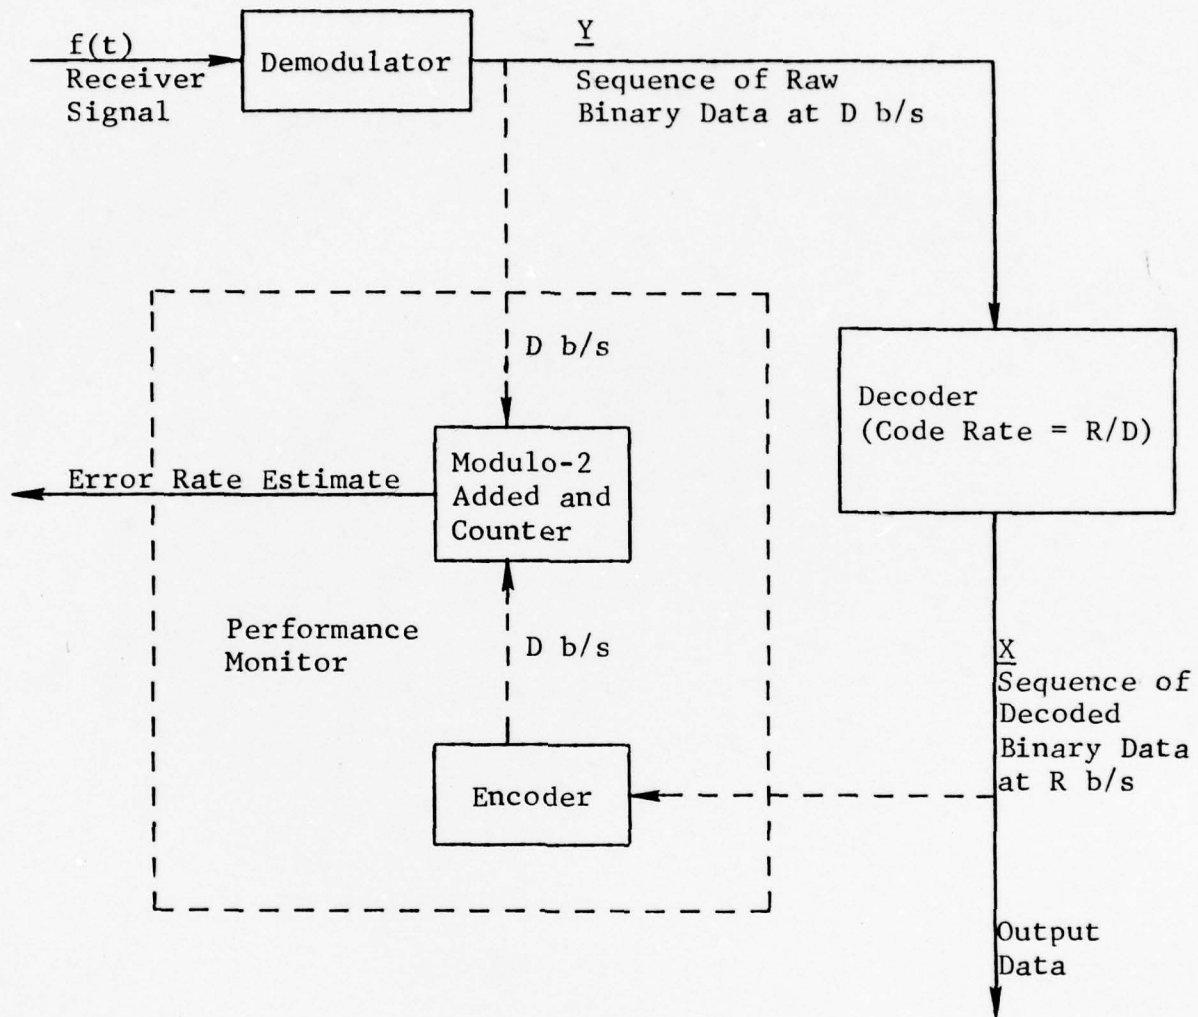 f(t)
Receiver
Signal
Demodulator
Y
Sequence of Raw
Binary Data at D b/s
D b/s
Decoder
(Code Rate = R/D)
Error Rate Estimate
Modulo-2
Added and
Counter
Performance
Monitor
D b/s
X
Sequence of
Decoded
Binary Data
at R b/s
Encoder
Output
Data